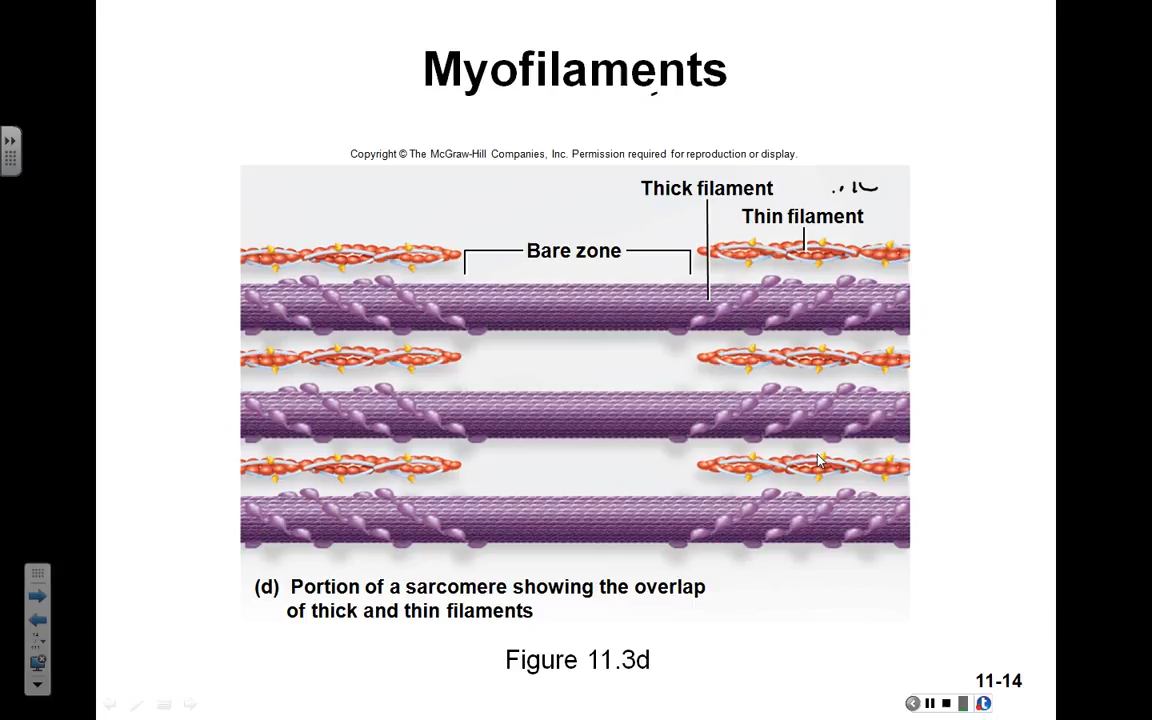 Myofilaments
Copyright © The McGraw-Hill Companies, Inc. Permission required for reproduction or display.
Thick filament
Thin filament
Bare zone
(d) Portion of a sarcomere showing the overlap
of thick and thin filaments
Figure 11.3d
11-14